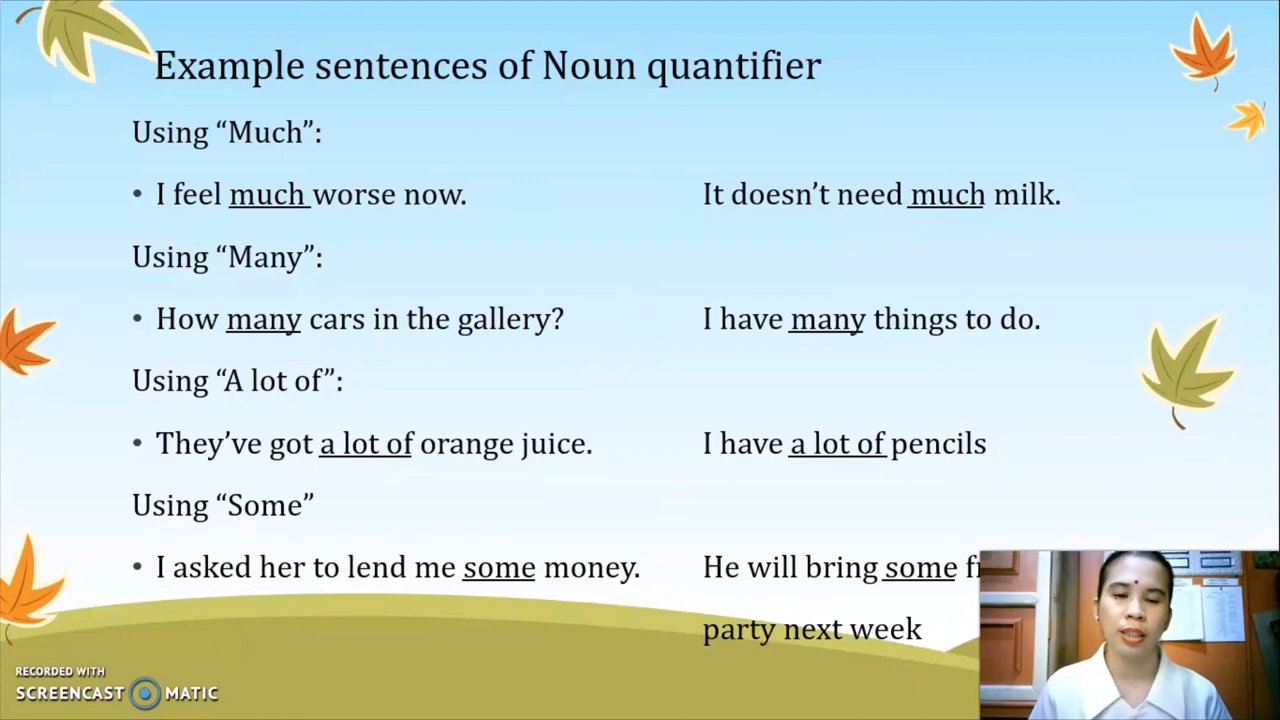 Example sentences of Noun quantifier
Using “Much”:
• I feel much worse now. It doesn’t need much milk.
Using “Many”:
• How many cars in the gallery? I have many things to do.
Using “A lot of”:
• They’ve got a lot of orange juice. I have a lot of pencils
Using “Some”
• I asked her to lend me some money. He will bring some
party next week
RECORDED WITH
SCREENCAST MATIC